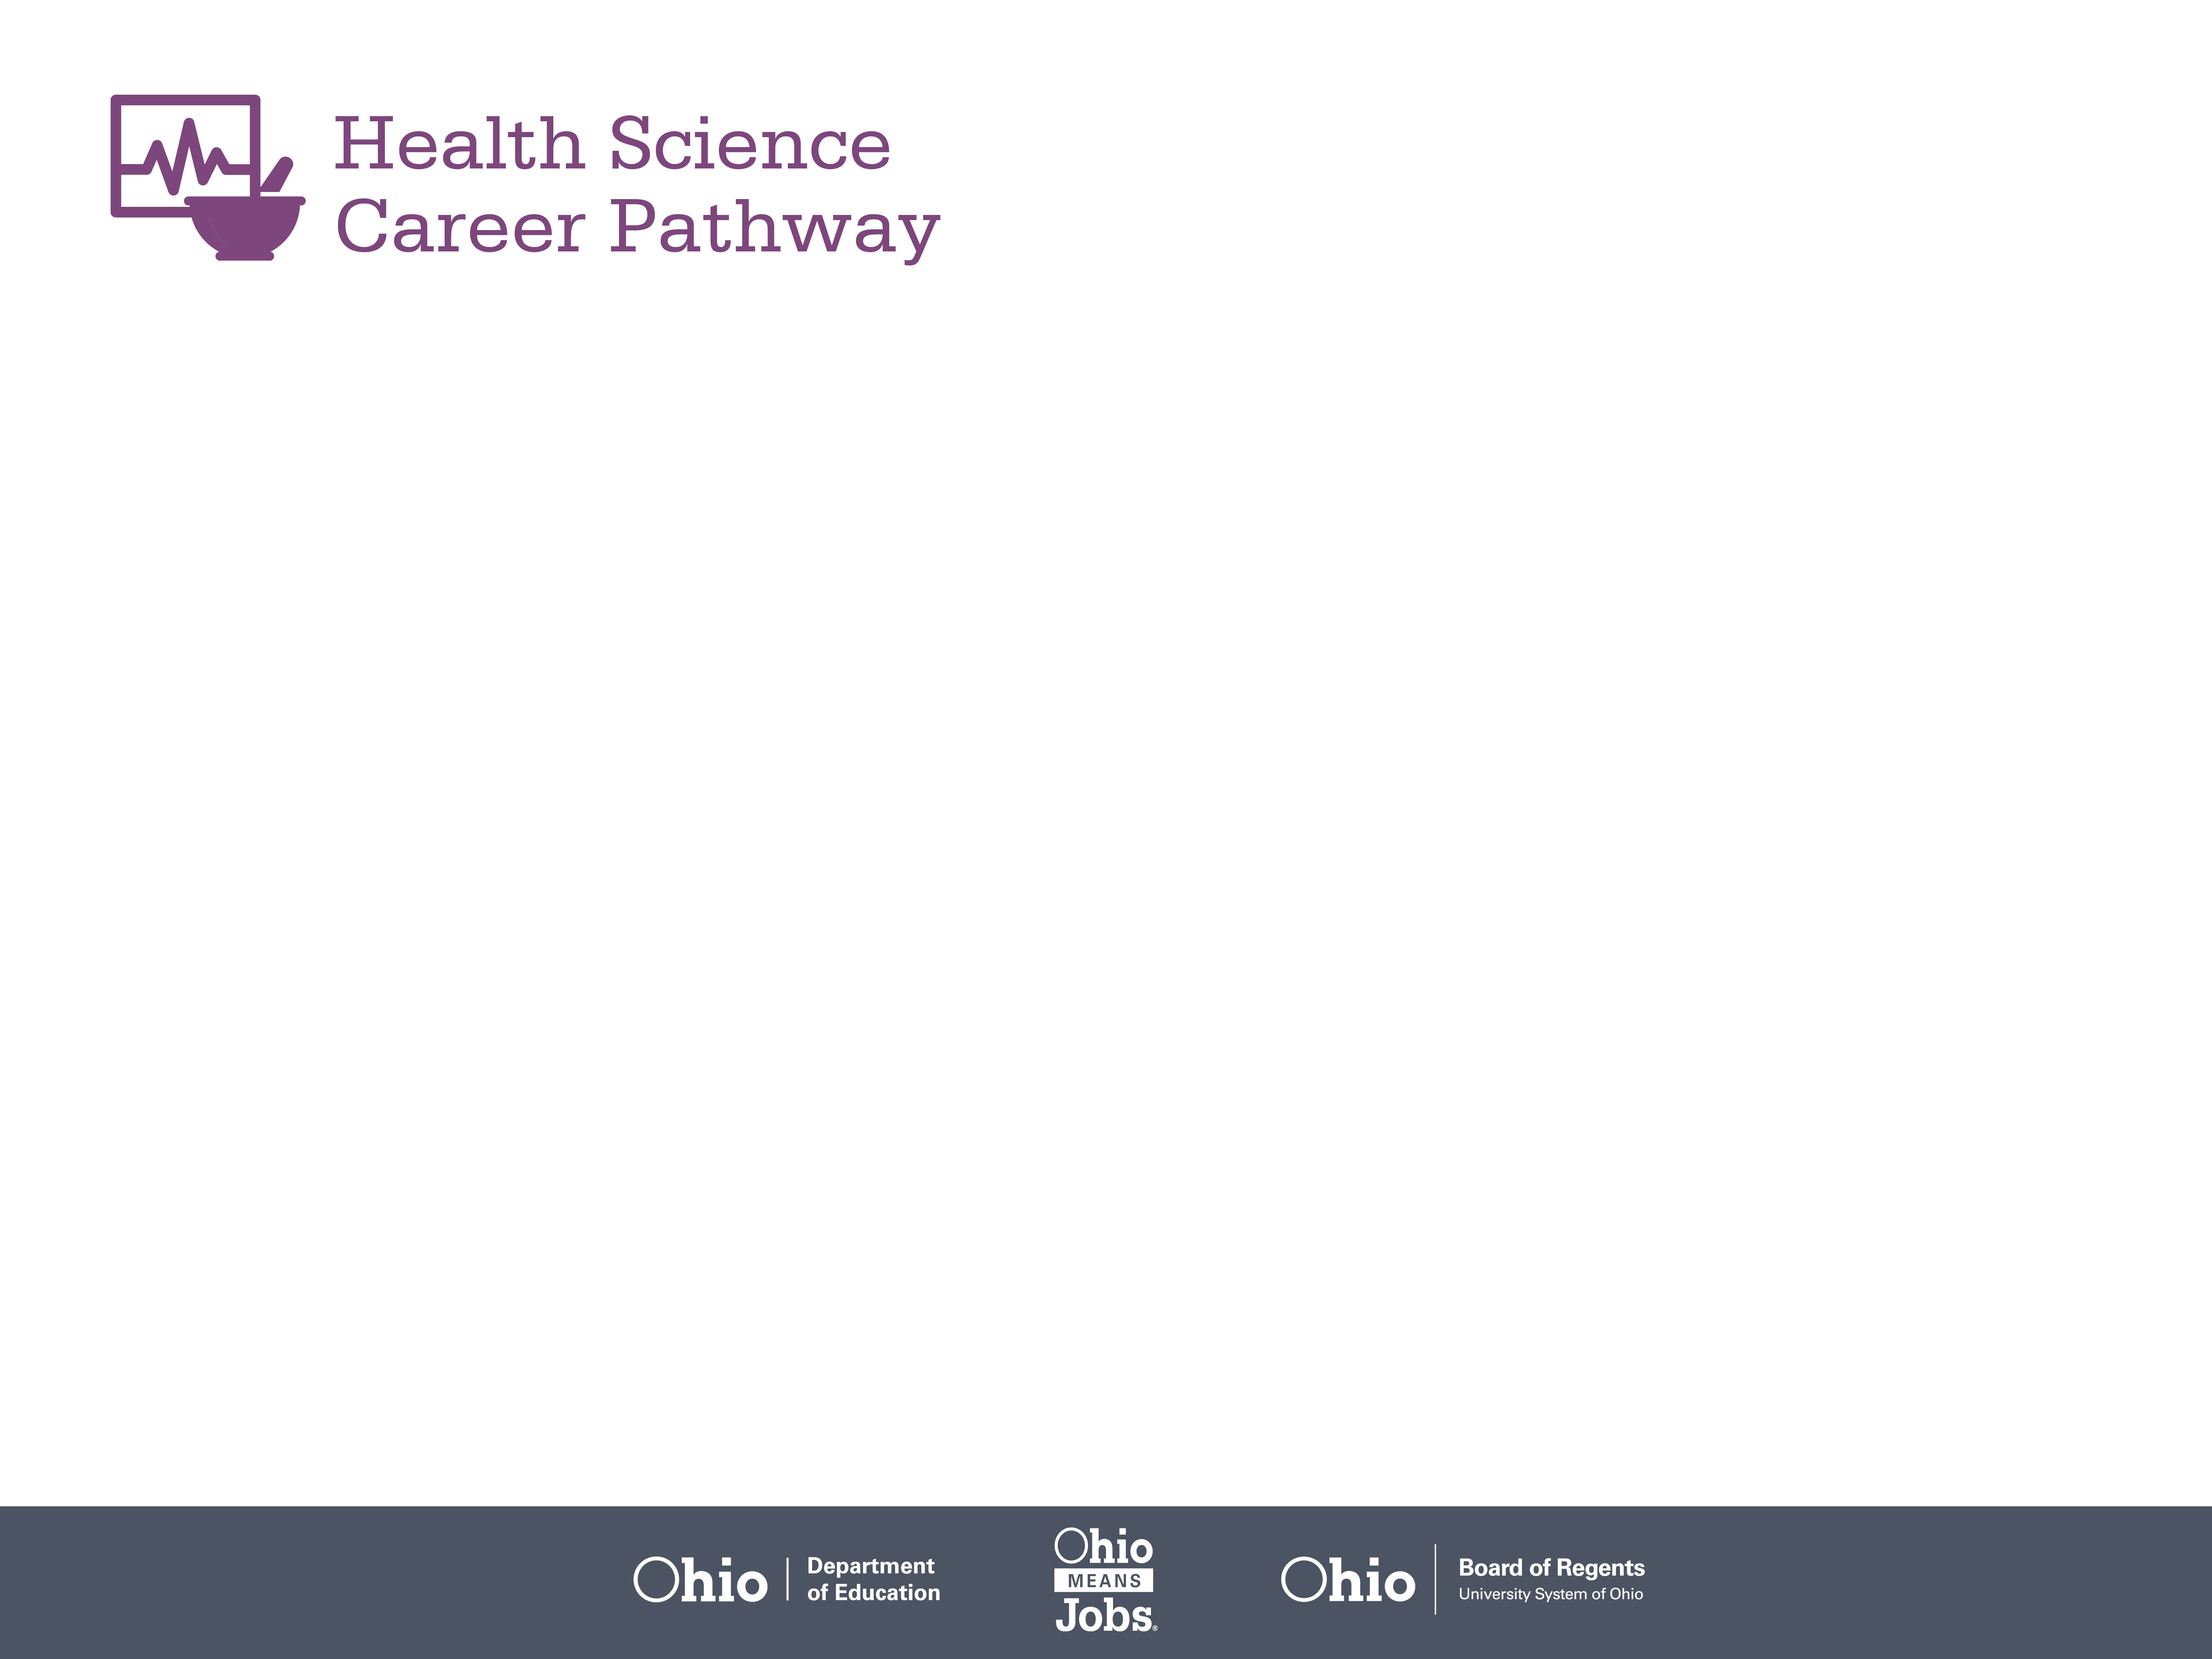 Health Science
Career Pathway
Ohio
Department
of Education
Ohio
MEANS
Jobs®
Ohio
Board of Regents
University System of Ohio